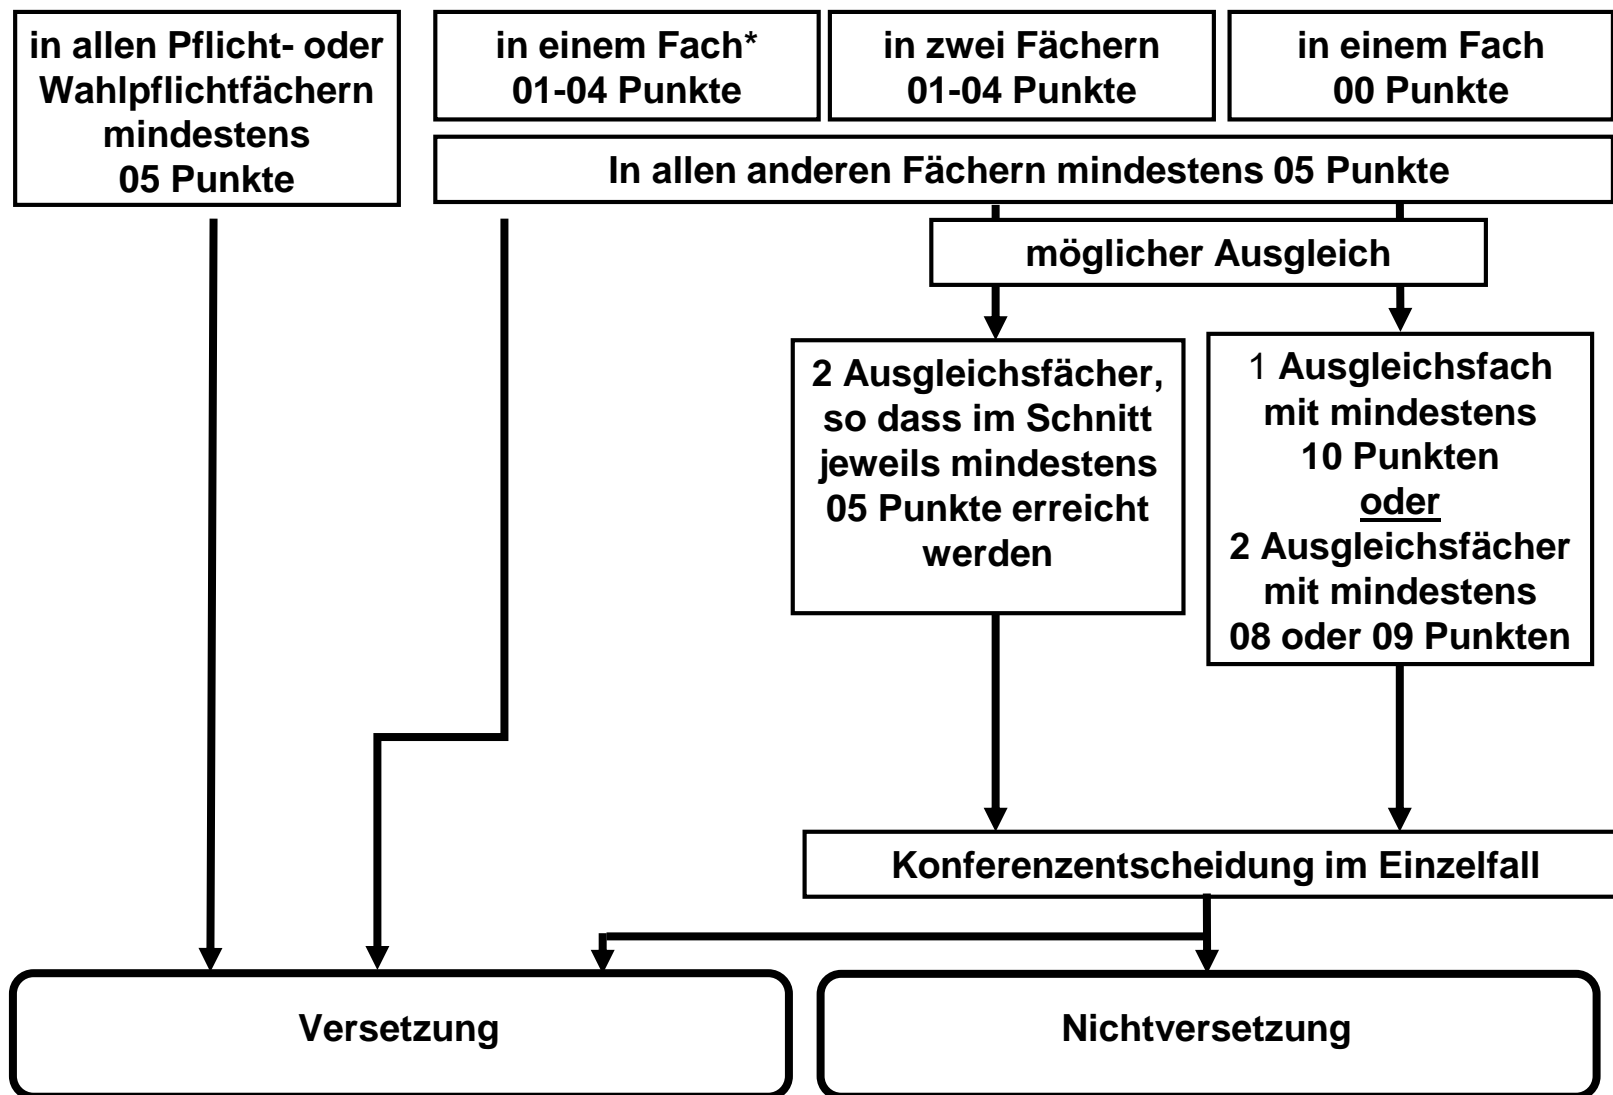 in allen Pflicht- oder
Wahlpflichtfächern
mindestens
05 Punkte
in einem Fach*
01-04 Punkte
in zwei Fächern
01-04 Punkte
in einem Fach
00 Punkte
In allen anderen Fächern mindestens 05 Punkte
möglicher Ausgleich
2 Ausgleichsfächer,
so dass im Schnitt
jeweils mindestens
05 Punkte erreicht
werden
1 Ausgleichsfach
mit mindestens
10 Punkten
oder
2 Ausgleichsfächer
mit mindestens
08 oder 09 Punkten
Konferenzentscheidung im Einzelfall
Versetzung
Nichtversetzung